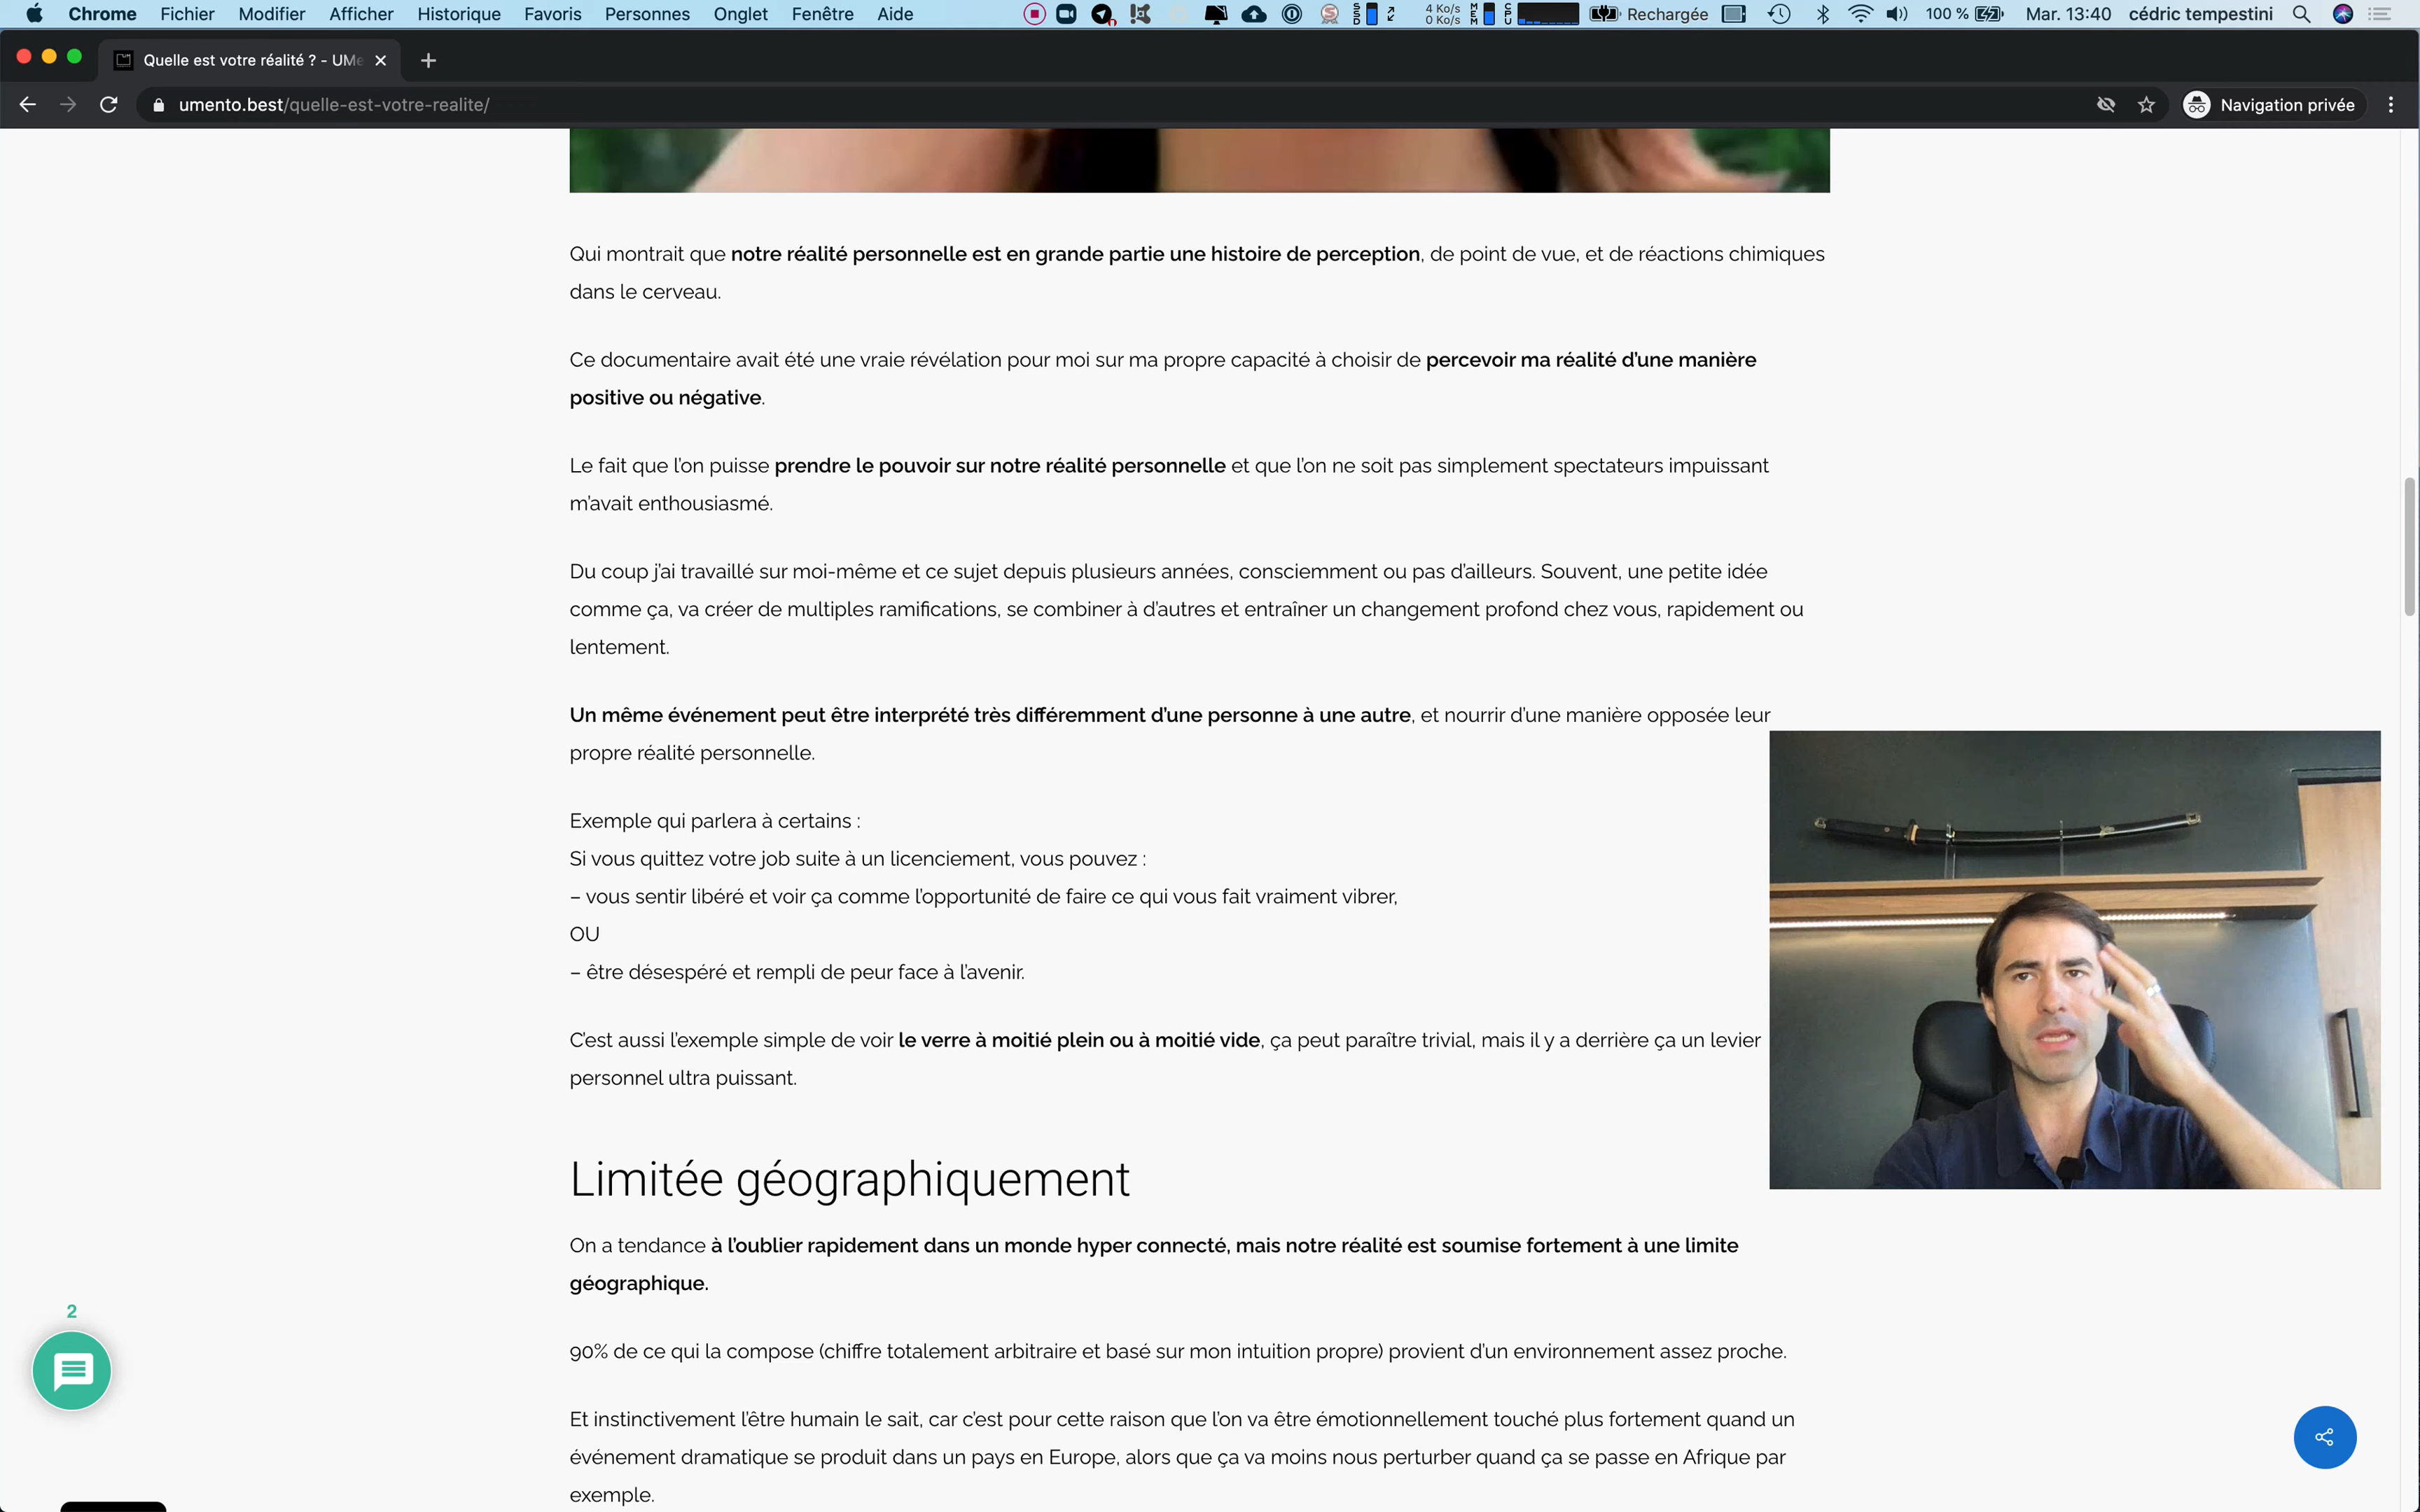 Chrome Fichier Modifier Afficher Historique Favoris Personnes Onglet Fenêtre Aide 4 Ko/s 0 Ko/s Rechargée 100 % Mar. 13:40 cédric tempestini
Quelle est votre réalité ? - UMe
umento.best/quelle-est-votre-realite/ Navigation privée
Qui montrait que notre réalité personnelle est en grande partie une histoire de perception, de point de vue, et de réactions chimiques
dans le cerveau.
Ce documentaire avait été une vraie révélation pour moi sur ma propre capacité à choisir de percevoir ma réalité d'une manière
positive ou négative.
Le fait que l'on puisse prendre le pouvoir sur notre réalité personnelle et que l'on ne soit pas simplement spectateurs impuissant
m'avait enthousiasmé.
Du coup j'ai travaillé sur moi-même et ce sujet depuis plusieurs années, consciemment ou pas d'ailleurs. Souvent, une petite idée
comme ça, va créer de multiples ramifications, se combiner à d'autres et entraîner un changement profond chez vous, rapidement ou
lentement.
Un même événement peut être interprété très différemment d'une personne à une autre, et nourrir d'une manière opposée leur
propre réalité personnelle.
Exemple qui parlera à certains :
Si vous quittez votre job suite à un licenciement, vous pouvez :
– vous sentir libéré et voir ça comme l'opportunité de faire ce qui vous fait vraiment vibrer,
OU
– être désespéré et rempli de peur face à l'avenir.
C'est aussi l'exemple simple de voir le verre à moitié plein ou à moitié vide, ça peut paraître trivial, mais il y a derrière ça un levier
personnel ultra puissant.
Limitée géographiquement
On a tendance à l'oublier rapidement dans un monde hyper connecté, mais notre réalité est soumise fortement à une limite
géographique.
90% de ce qui la compose (chiffre totalement arbitraire et basé sur mon intuition propre) provient d'un environnement assez proche.
Et instinctivement l'être humain le sait, car c'est pour cette raison que l'on va être émotionnellement touché plus fortement quand un
événement dramatique se produit dans un pays en Europe, alors que ça va moins nous perturber quand ça se passe en Afrique par
exemple.
2